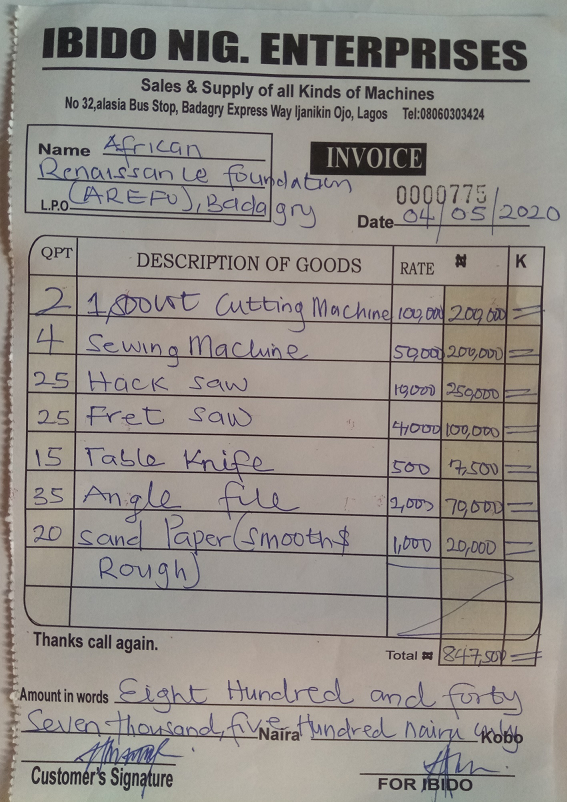 IBIDO NIG. ENTERPRISES
Sales & Supply of all Kinds of Machines
No 32,alasia Bus Stop, Badagry Express Way Ijanikin Ojo, Lagos Tel:08060303424
Name African
Renaissance foundation
(AREFO), Badagry
L.P.O
INVOICE
0000775
Date 04/05/2020
QPT DESCRIPTION OF GOODS RATE ₦ K
2 1,500wt Cutting Machine 100,000 200,000 =
4 Sewing Machine 50,000 200,000 =
25 Hack saw 10,000 250,000 =
25 Fret saw 4,000 100,000 =
15 Table Knife 500 7,500 =
35 Angle file 2,000 70,000 =
20 sand Paper (smooth & 1,000 20,000 =
Rough)
Thanks call again.
Total ₦ 847,500 =
Amount in words Eight Hundred and forty
Seven thousand, five Hundred naira only
Naira Kobo
Customer's Signature
FOR IBIDO